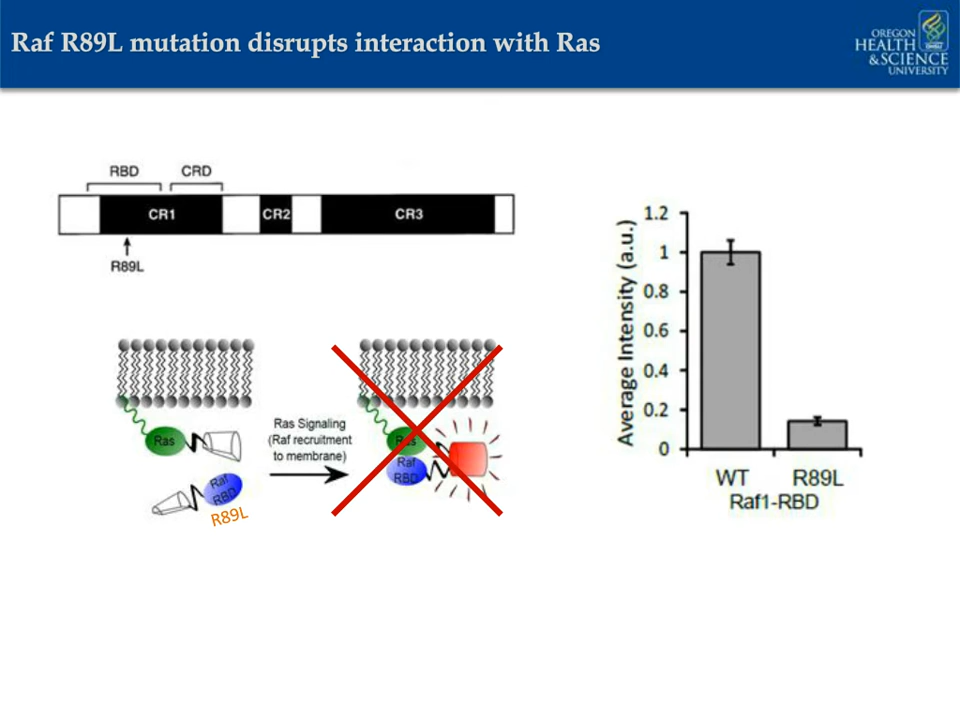 Raf R89L mutation disrupts interaction with Ras
OREGON
HEALTH
& SCIENCE
UNIVERSITY
RBD
CRD
CR1
CR2
CR3
R89L
Ras
Raf
RBD
R89L
Ras Signaling
(Raf recruitment
to membrane)
Ras
Raf
RBD
Average Intensity (a.u.)
1.2
1
0.8
0.6
0.4
0.2
0
WT
R89L
Raf1-RBD